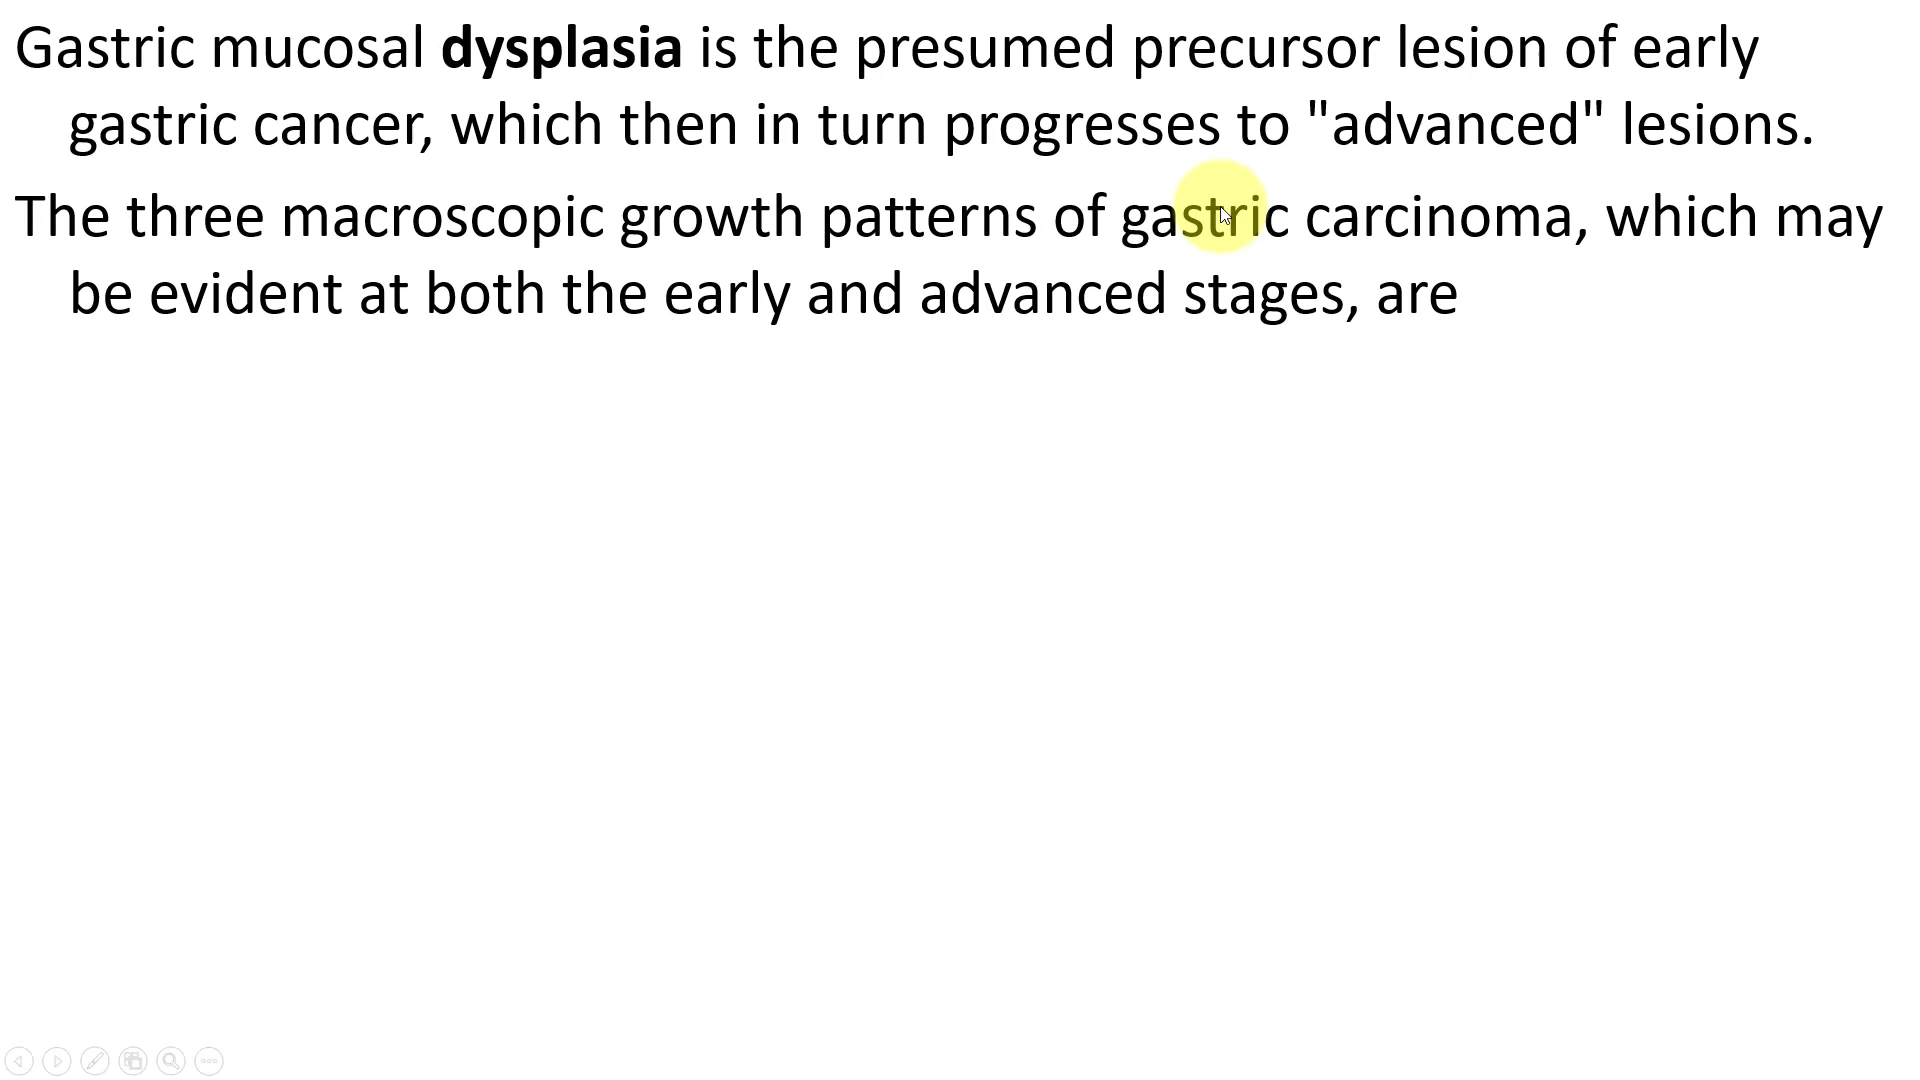 Gastric mucosal dysplasia is the presumed precursor lesion of early
gastric cancer, which then in turn progresses to "advanced" lesions.
The three macroscopic growth patterns of gastric carcinoma, which may
be evident at both the early and advanced stages, are